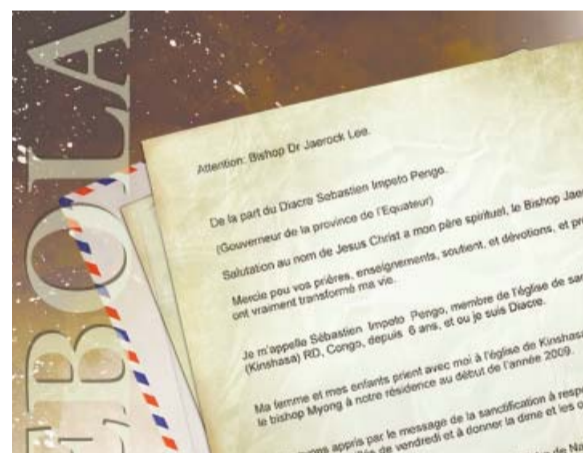 EBOLA
Attention: Bishop Dr Jaerock Lee.
De la part du Diacre Sebastien Impeto Pengo.
(Gouverneur de la province de l'Equateur)
Salutation au nom de Jesus Christ a mon père spirituel, le Bishop
Mercie pou vos prières, enseignements, soutient, et dévotions, et
ont vraiment transformé ma vie.
Je m'appelle Sébastien Impeto Pengo, membre de l'église de
(Kinshasa) RD, Congo, depuis 6 ans, et ou je suis Diacre.
Ma femme et mes enfants prient avec moi à l'église de Kinshasa
le bishop Myong à notre résidence au début de l'année 2009.
appris par le message de la sanctification à
de vendredi et à donner la dime et les
de